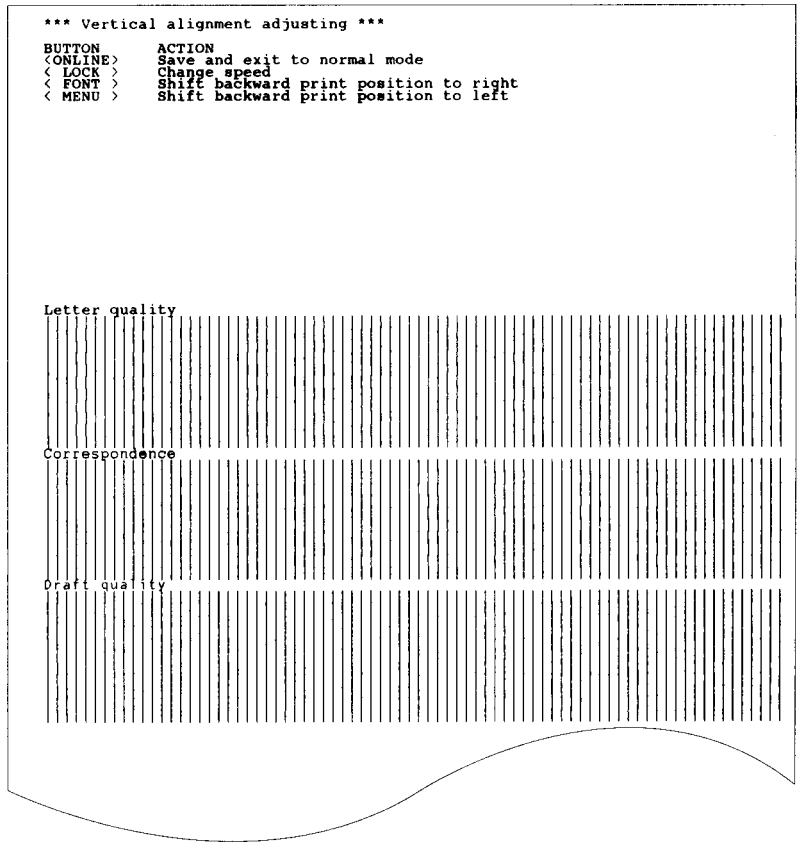 *** Vertical alignment adjusting ***
BUTTON ACTION
<ONLINE> Save and exit to normal mode
< LOCK > Change speed
< FONT > Shift backward print position to right
< MENU > Shift backward print position to left
Letter quality
Correspondence
Draft quality